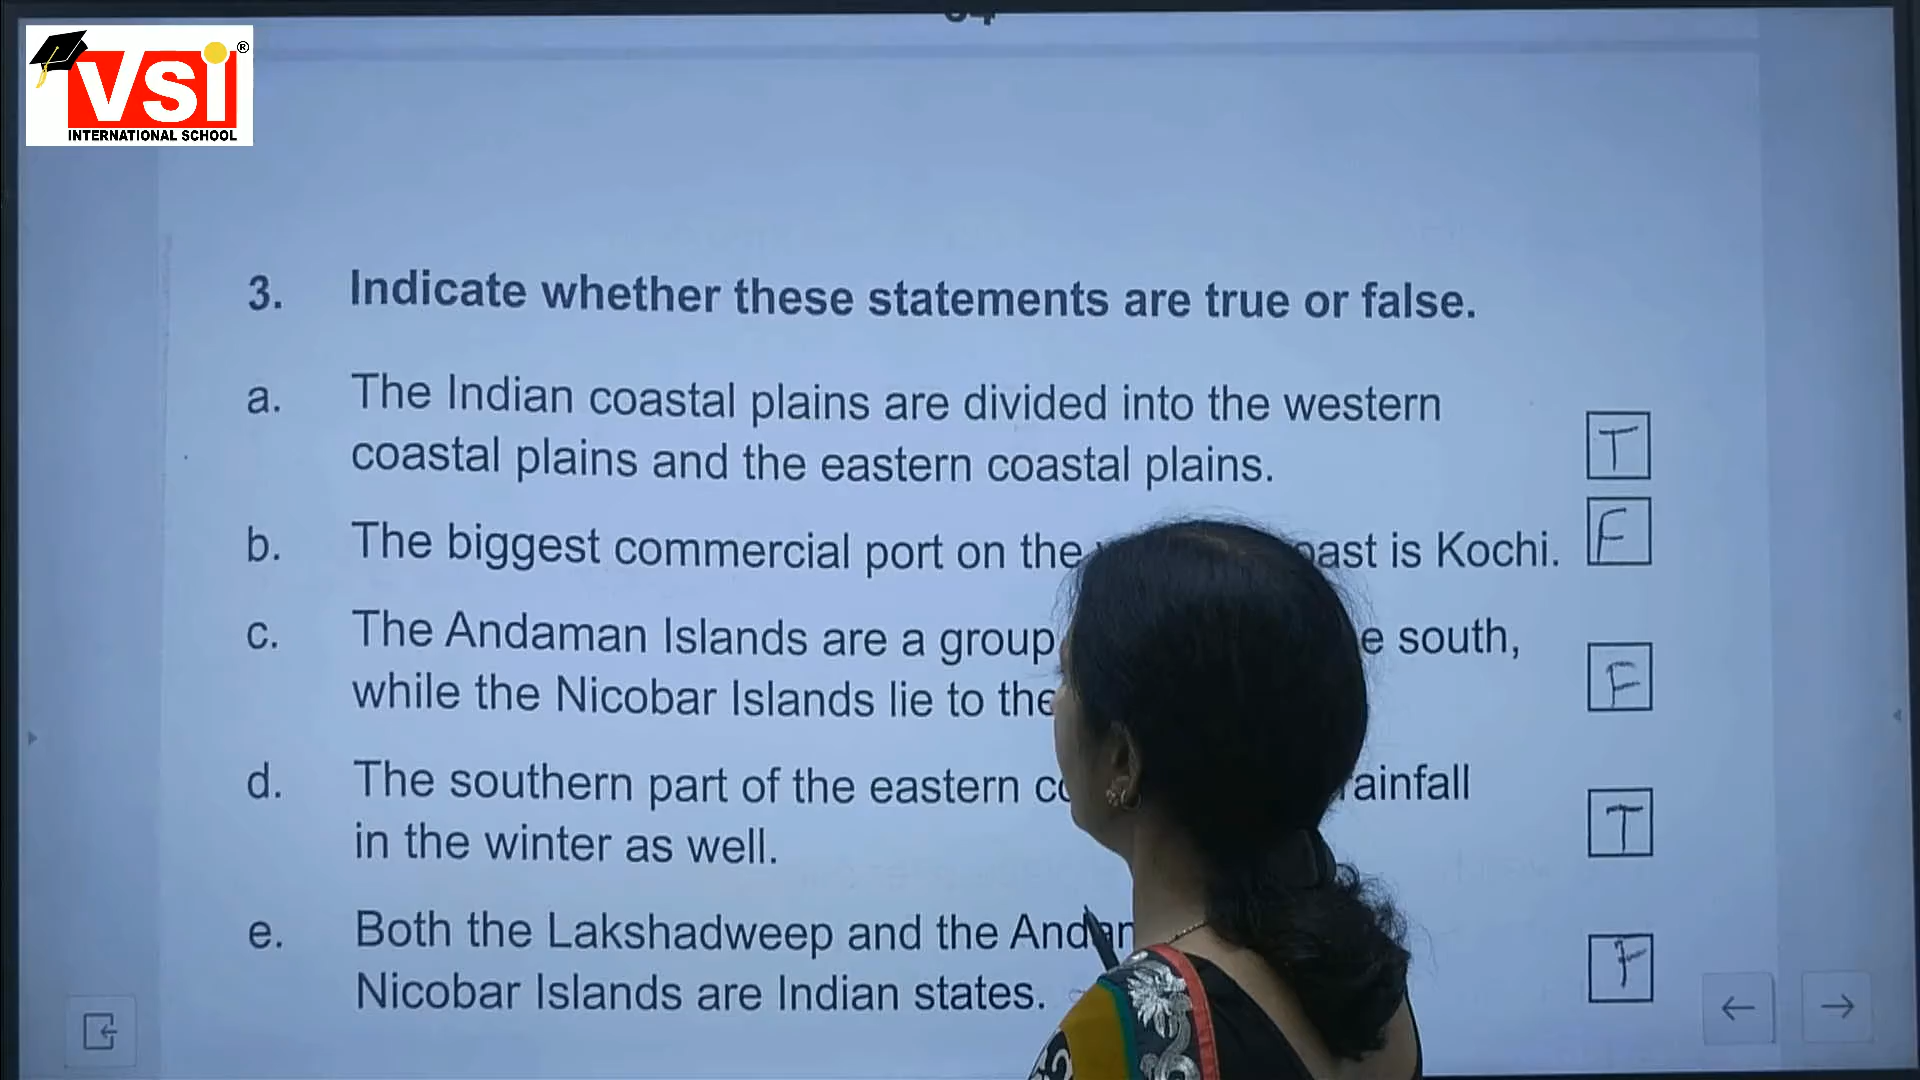 VSI ®
INTERNATIONAL SCHOOL
3. Indicate whether these statements are true or false.
a. The Indian coastal plains are divided into the western
coastal plains and the eastern coastal plains. T
b. The biggest commercial port on the ast is Kochi. F
c. The Andaman Islands are a group south,
while the Nicobar Islands lie to the F
d. The southern part of the eastern rainfall
in the winter as well. T
e. Both the Lakshadweep and the
Nicobar Islands are Indian states. F